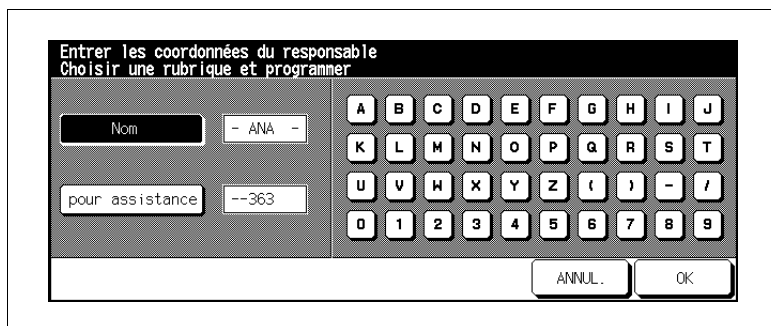 Entrer les coordonnées du responsable
Choisir une rubrique et programmer
Nom - ANA -
pour assistance --363
A B C D E F G H I J
K L M N O P Q R S T
U V W X Y Z ( ) - /
0 1 2 3 4 5 6 7 8 9
ANNUL. OK